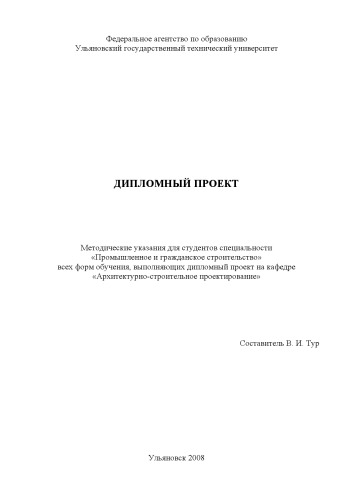 Федеральное агентство по образованию
Ульяновский государственный технический университет
ДИПЛОМНЫЙ ПРОЕКТ
Методические указания для студентов специальности
«Промышленное и гражданское строительство»
всех форм обучения, выполняющих дипломный проект на кафедре
«Архитектурно-строительное проектирование»
Составитель В. И. Тур
Ульяновск 2008